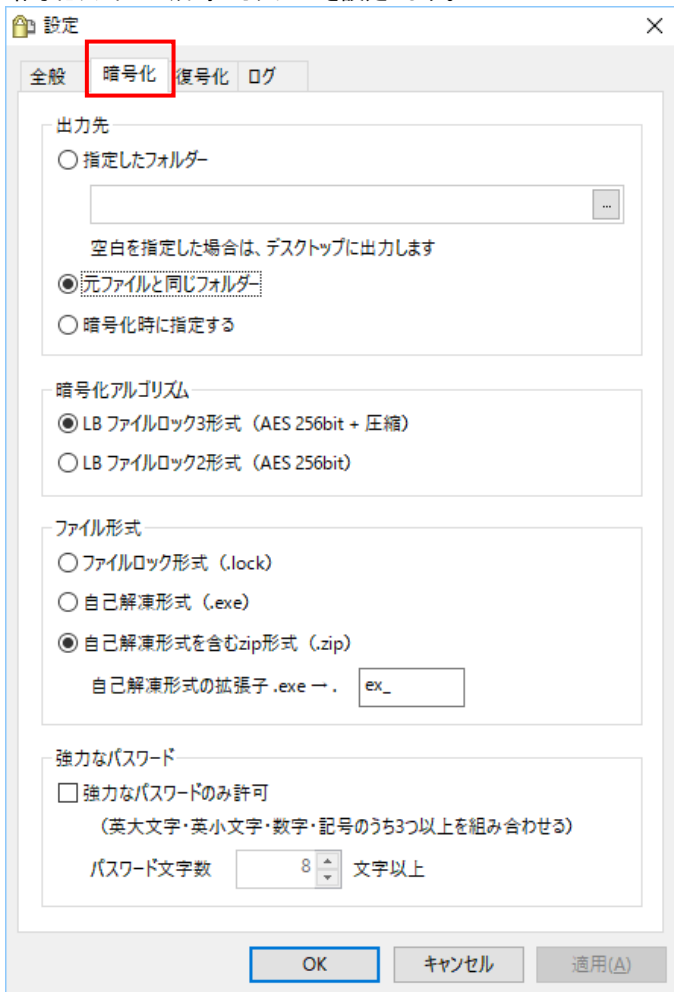 設定
全般 暗号化 復号化 ログ
出力先
指定したフォルダー
...
空白を指定した場合は、デスクトップに出力します
元ファイルと同じフォルダー
暗号化時に指定する
暗号化アルゴリズム
LB ファイルロック3形式（AES 256bit + 圧縮）
LB ファイルロック2形式（AES 256bit）
ファイル形式
ファイルロック形式（.lock）
自己解凍形式（.exe）
自己解凍形式を含むzip形式（.zip）
自己解凍形式の拡張子 .exe → . ex_
強力なパスワード
強力なパスワードのみ許可
（英大文字・英小文字・数字・記号のうち3つ以上を組み合わせる）
パスワード文字数 8 文字以上
OK キャンセル 適用(A)